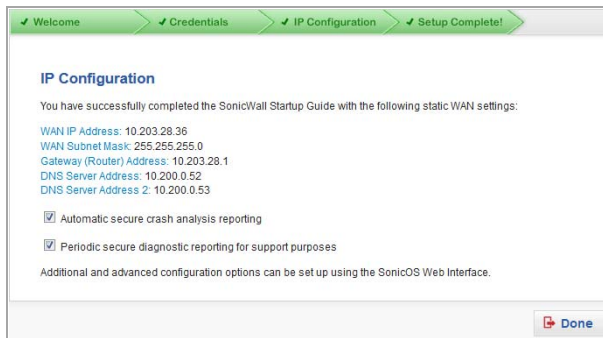 Welcome
Credentials
IP Configuration
Setup Complete!
IP Configuration
You have successfully completed the SonicWall Startup Guide with the following static WAN settings:
WAN IP Address: 10.203.28.36
WAN Subnet Mask: 255.255.255.0
Gateway (Router) Address: 10.203.28.1
DNS Server Address: 10.200.0.52
DNS Server Address 2: 10.200.0.53
Automatic secure crash analysis reporting
Periodic secure diagnostic reporting for support purposes
Additional and advanced configuration options can be set up using the SonicOS Web Interface.
Done